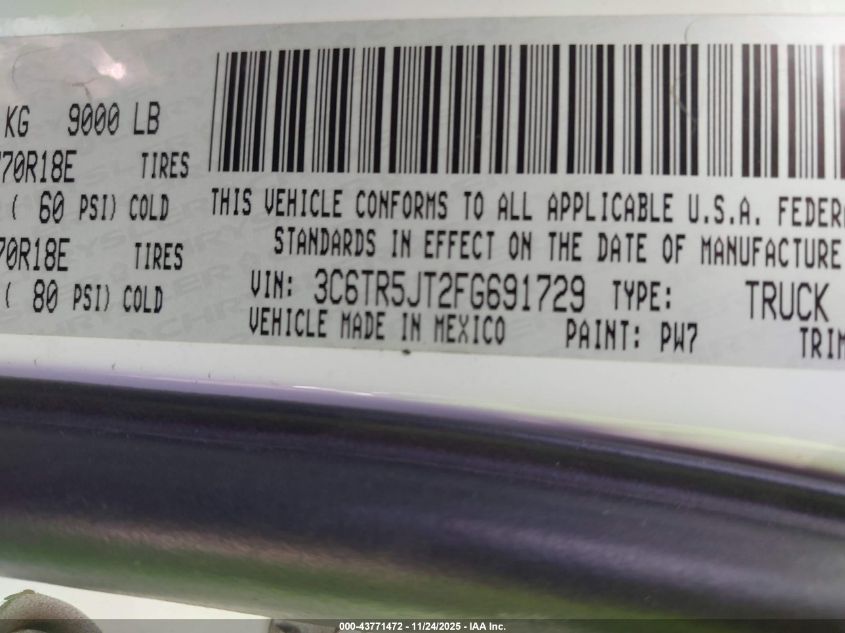 KG 9000 LB
70R18E TIRES
( 60 PSI) COLD
70R18E TIRES
( 80 PSI) COLD
THIS VEHICLE CONFORMS TO ALL APPLICABLE U.S.A. FEDERA
STANDARDS IN EFFECT ON THE DATE OF MANUFACTURE
VIN: 3C6TR5JT2FG691729 TYPE: TRUCK
VEHICLE MADE IN MEXICO PAINT: PW7 TRIM
000-43771472 - 11/24/2025 - IAA Inc.